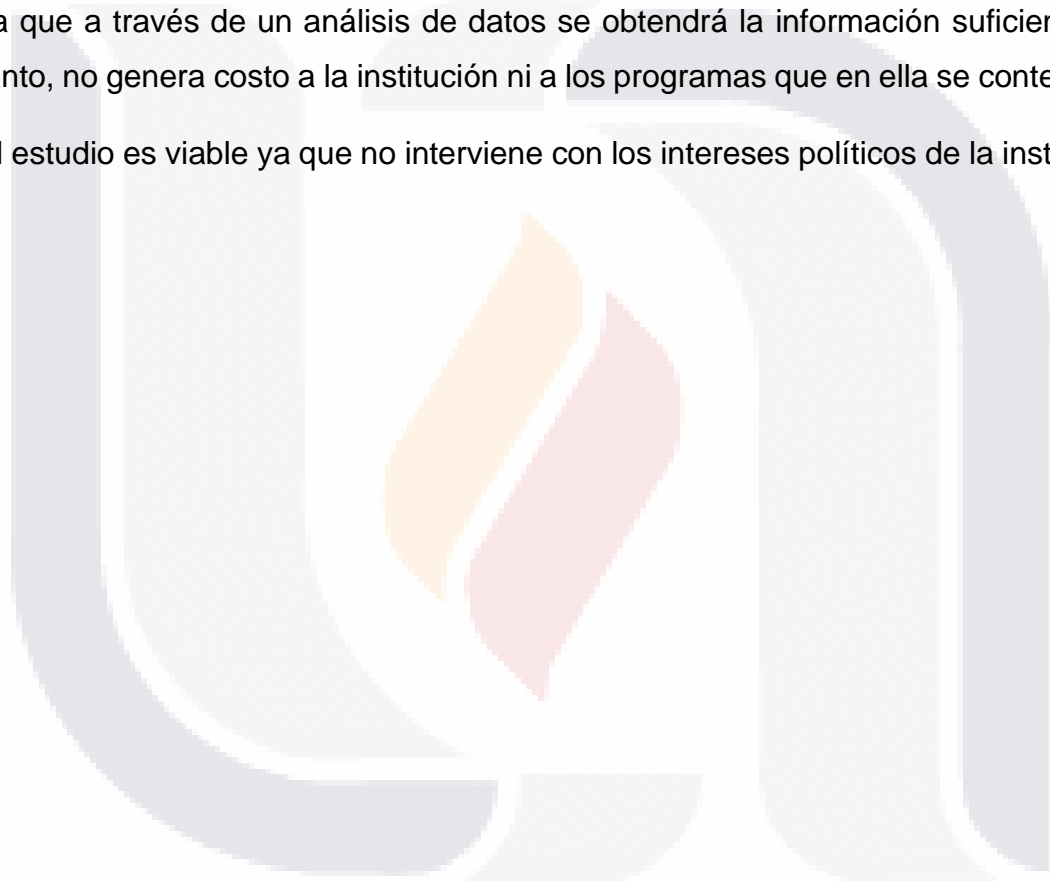 a que a través de un análisis de datos se obtendrá la información suficien
nto, no genera costo a la institución ni a los programas que en ella se conte
l estudio es viable ya que no interviene con los intereses políticos de la inst